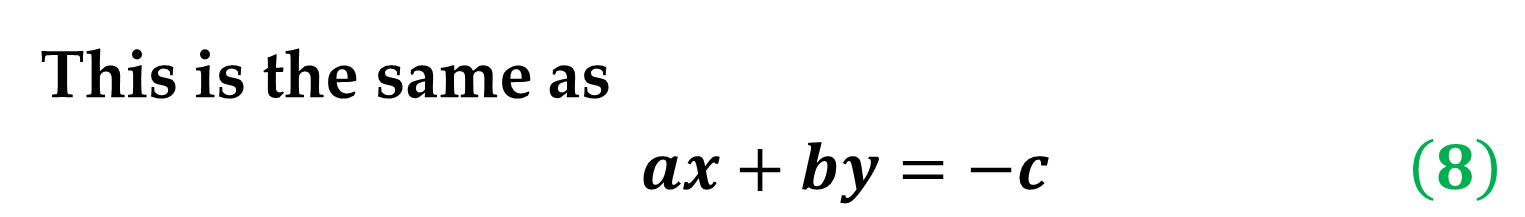 This is the same as
ax + by = −c (8)